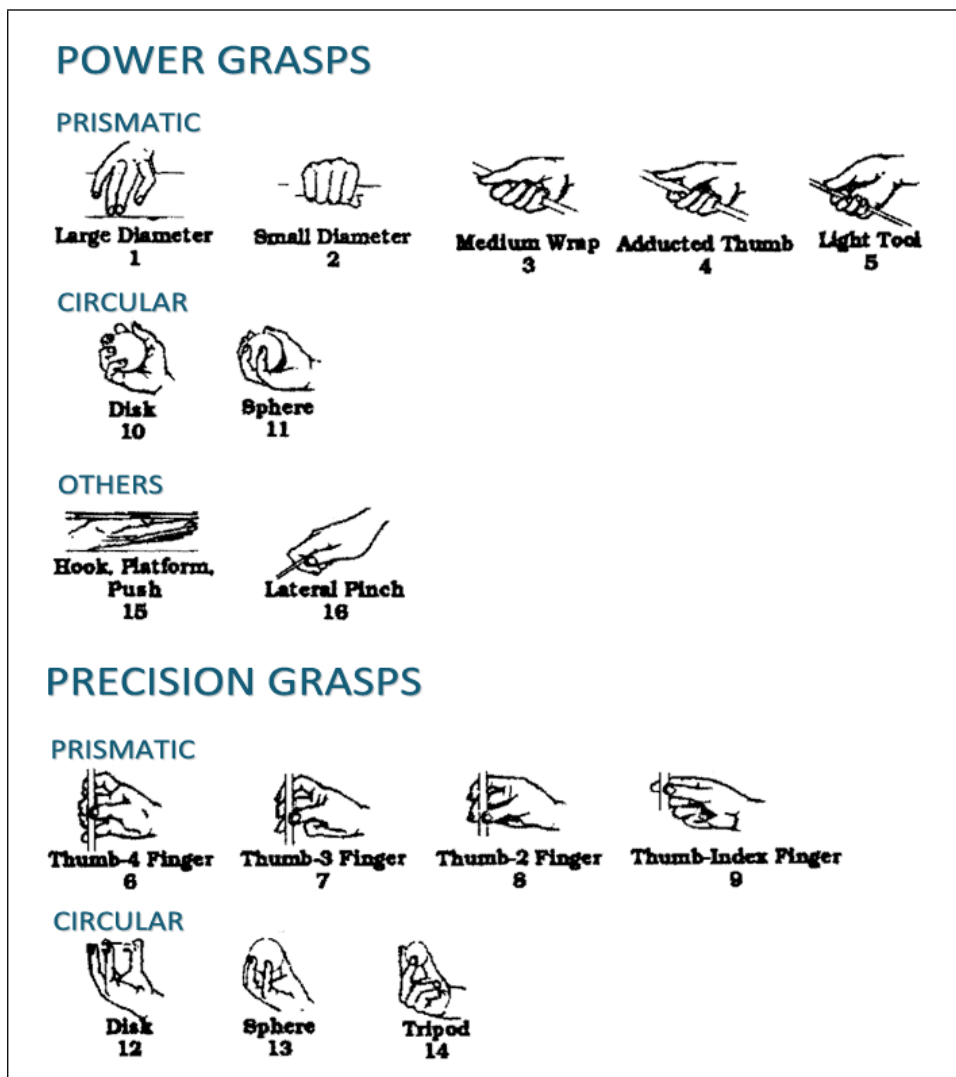 POWER GRASPS
PRISMATIC
Large Diameter
1
Small Diameter
2
Medium Wrap
3
Adducted Thumb
4
Light Tool
5
CIRCULAR
Disk
10
Sphere
11
OTHERS
Hook, Platform,
Push
15
Lateral Pinch
16
PRECISION GRASPS
PRISMATIC
Thumb-4 Finger
6
Thumb-3 Finger
7
Thumb-2 Finger
8
Thumb-Index Finger
9
CIRCULAR
Disk
12
Sphere
13
Tripod
14